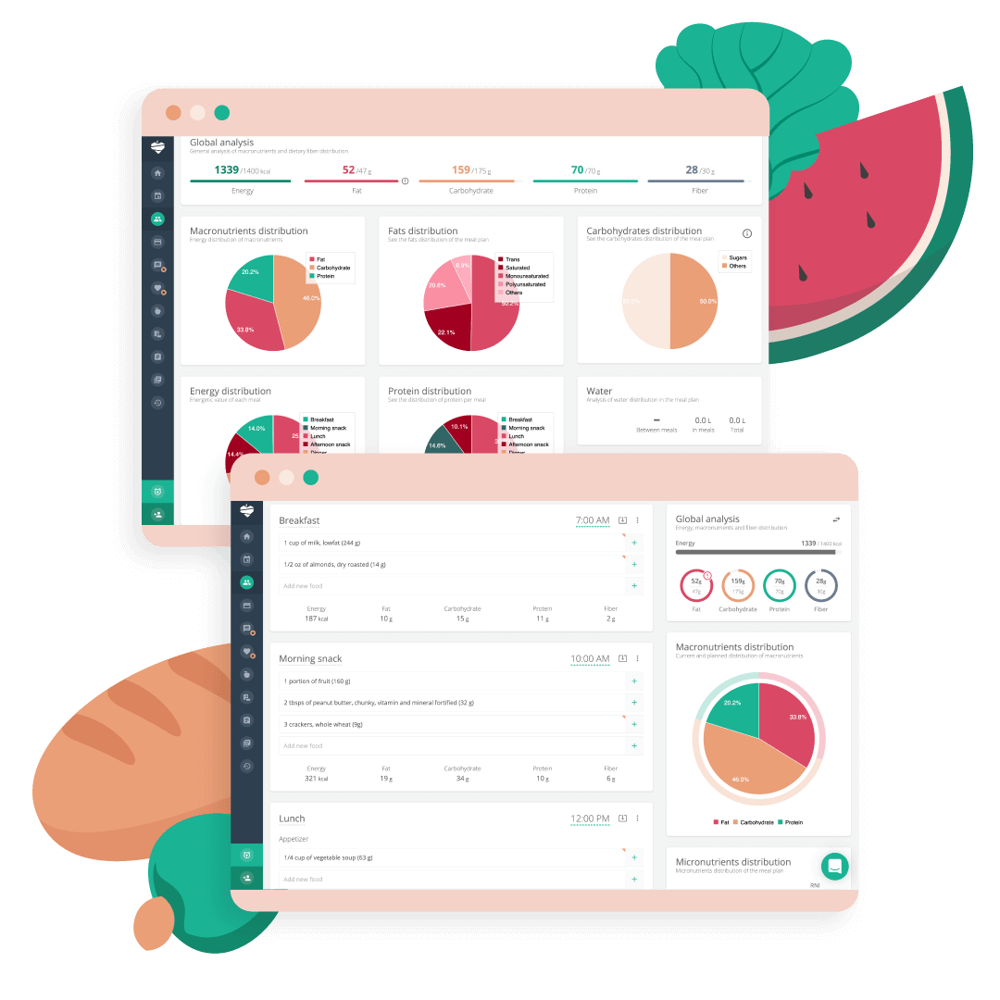 Global analysis
General analysis of macronutrients and dietary fiber distribution
1339 /1400 kcal 52 /47 g 159 /175 g 70 /70 g 28 /30 g
Energy Fat Carbohydrate Protein Fiber
Macronutrients distribution
Energy distribution of macronutrients
Fat
Carbohydrate
Protein
20.2%
46.0%
33.8%
Fats distribution
See the fats distribution of the meal plan
Trans
Saturated
Monounsaturated
Polyunsaturated
Others
6.8%
20.6%
50.2%
22.1%
Carbohydrates distribution
See the carbohydrates distribution of the meal plan
Sugars
Others
50.0%
Energy distribution
Energetic value of each meal
Breakfast
Morning snack
Lunch
Afternoon snack
Dinner
14.0%
14.4%
25
Protein distribution
See the distribution of protein per meal
Breakfast
Morning snack
Lunch
Afternoon snack
Dinner
10.1%
14.6%
Water
Analysis of water distribution in the meal plan
– 0.0 L 0.0 L
Between meals In meals Total
Breakfast 7:00 AM
1 cup of milk, lowfat (244 g)
1/2 oz of almonds, dry roasted (14 g)
Add new food
Energy Fat Carbohydrate Protein Fiber
187 kcal 10 g 15 g 11 g 2 g
Morning snack 10:00 AM
1 portion of fruit (160 g)
2 tbsps of peanut butter, chunky, vitamin and mineral fortified (32 g)
3 crackers, whole wheat (9g)
Add new food
Energy Fat Carbohydrate Protein Fiber
321 kcal 19 g 34 g 10 g 6 g
Lunch 12:00 PM
Appetizer
1/4 cup of vegetable soup (63 g)
Add new food
Global analysis
Energy, macronutrients and fiber distribution
Energy 1339 / 1400 kcal
52g 159g 70g 28g
47g 175g 70g 30g
Fat Carbohydrate Protein Fiber
Macronutrients distribution
Current and planned distribution of macronutrients
20.2%
33.8%
46.0%
Fat Carbohydrate Protein
Micronutrients distribution
Micronutrients distribution of the meal plan
RNI